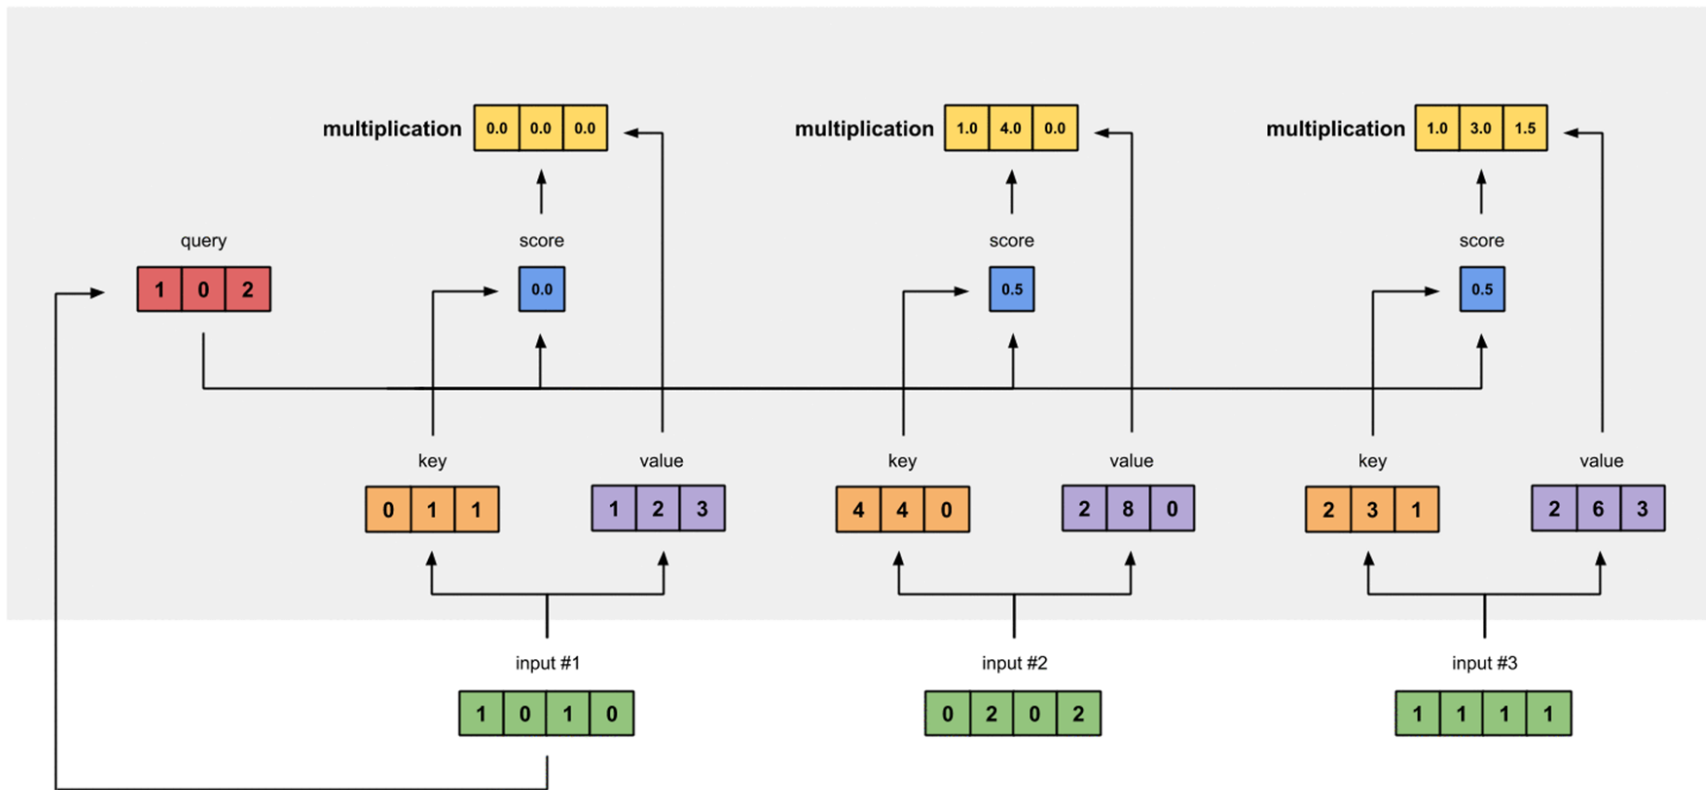 multiplication 0.0 0.0 0.0 multiplication 1.0 4.0 0.0 multiplication 1.0 3.0 1.5
query score score score
1 0 2 0.0 0.5 0.5
key value key value key value
0 1 1 1 2 3 4 4 0 2 8 0 2 3 1 2 6 3
input #1 input #2 input #3
1 0 1 0 0 2 0 2 1 1 1 1